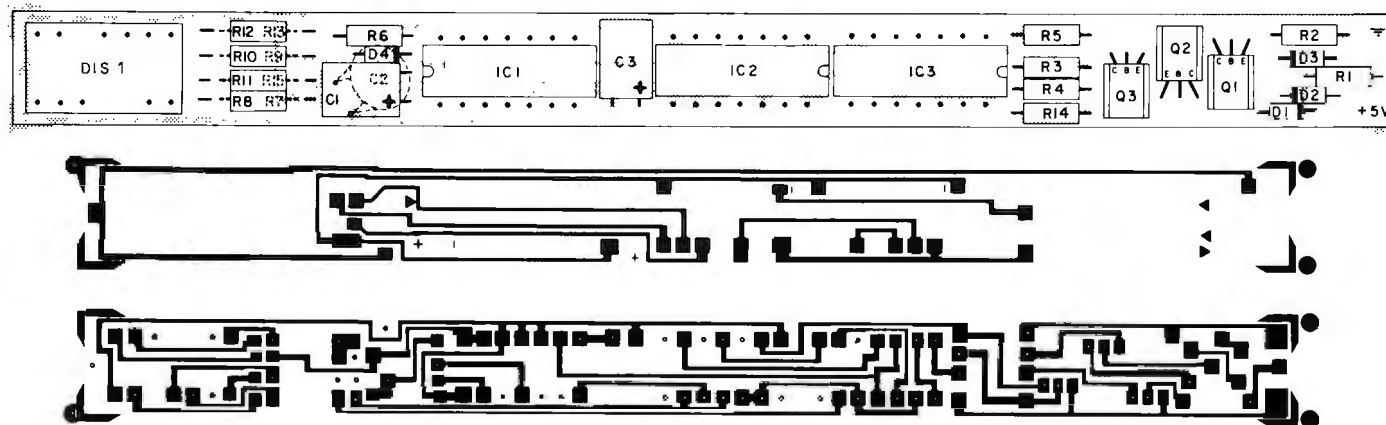 DIS 1
R12 R13
R10 R9
R11 R15
R8 R7
R6
D4
C1
C2
+
IC1
C3
+
IC2
IC3
R5
R3
R4
R14
C B E
Q3
Q2
E B C
C B E
Q1
R2
D3
R1
D2
D1
+5V
+ -
+